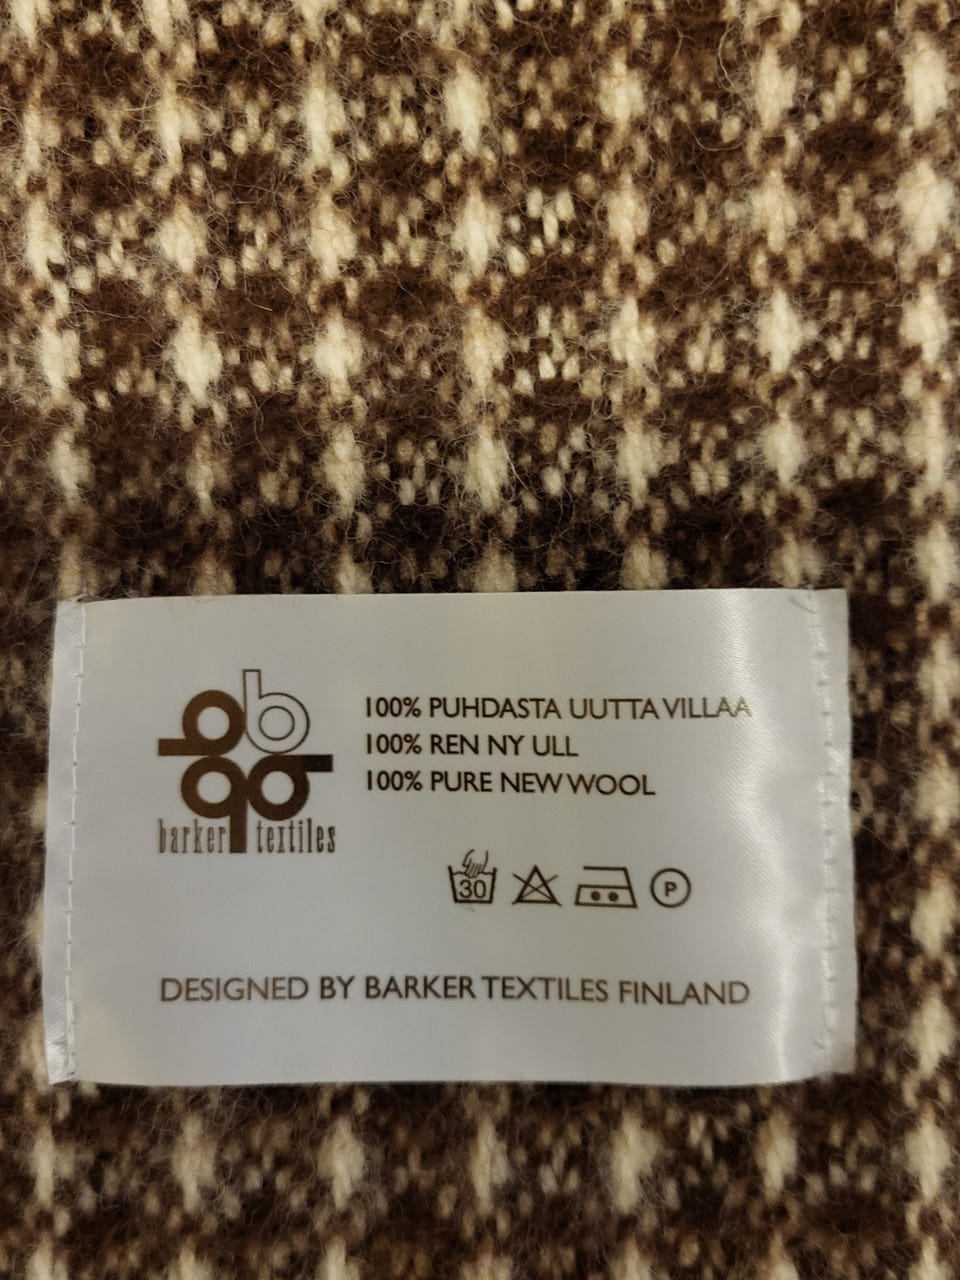 b
barker textiles
100% PUHDASTA UUTTA VILLAA
100% REN NY ULL
100% PURE NEW WOOL
30
P
DESIGNED BY BARKER TEXTILES FINLAND